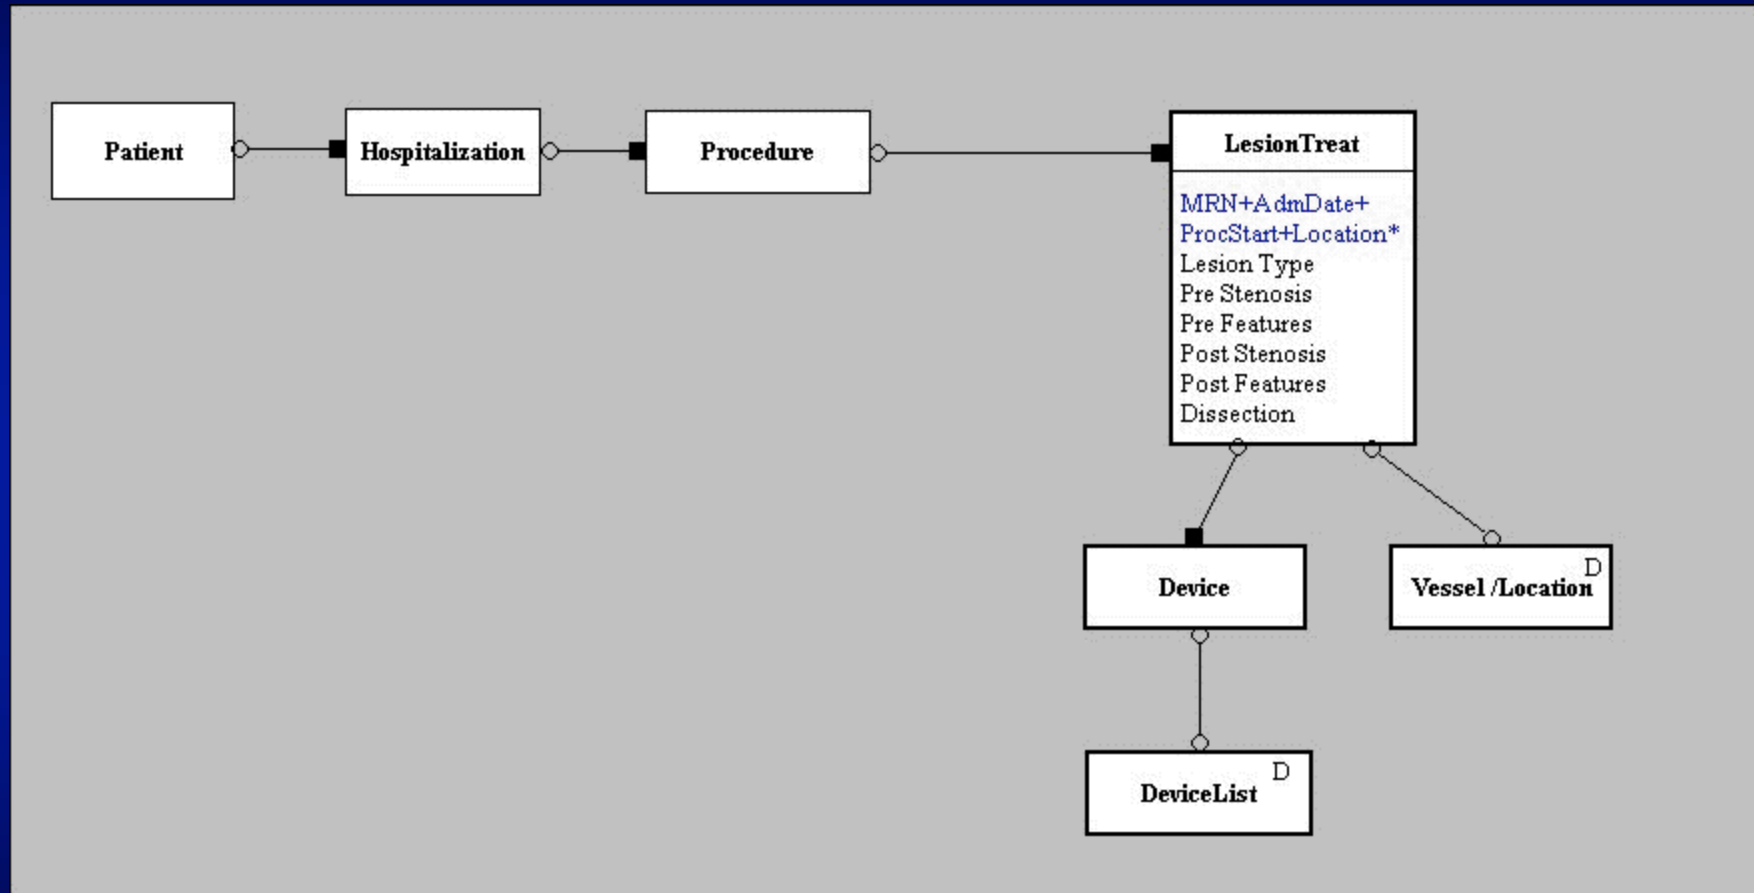 Patient
Hospitalization
Procedure
LesionTreat
MRN+AdmDate+
ProcStart+Location*
Lesion Type
Pre Stenosis
Pre Features
Post Stenosis
Post Features
Dissection
Device
D
Vessel /Location
D
DeviceList